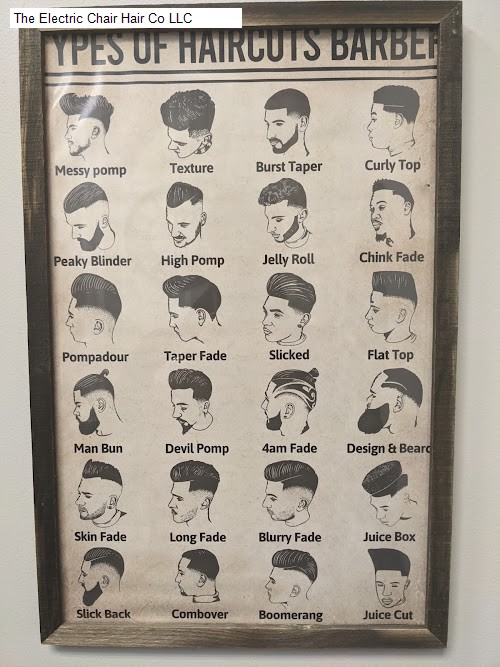 The Electric Chair Hair Co LLC
YPES OF HAIRCUTS BARBER
Messy pomp Texture Burst Taper Curly Top
Peaky Blinder High Pomp Jelly Roll Chink Fade
Pompadour Taper Fade Slicked Flat Top
Man Bun Devil Pomp 4am Fade Design & Beard
Skin Fade Long Fade Blurry Fade Juice Box
Slick Back Combover Boomerang Juice Cut